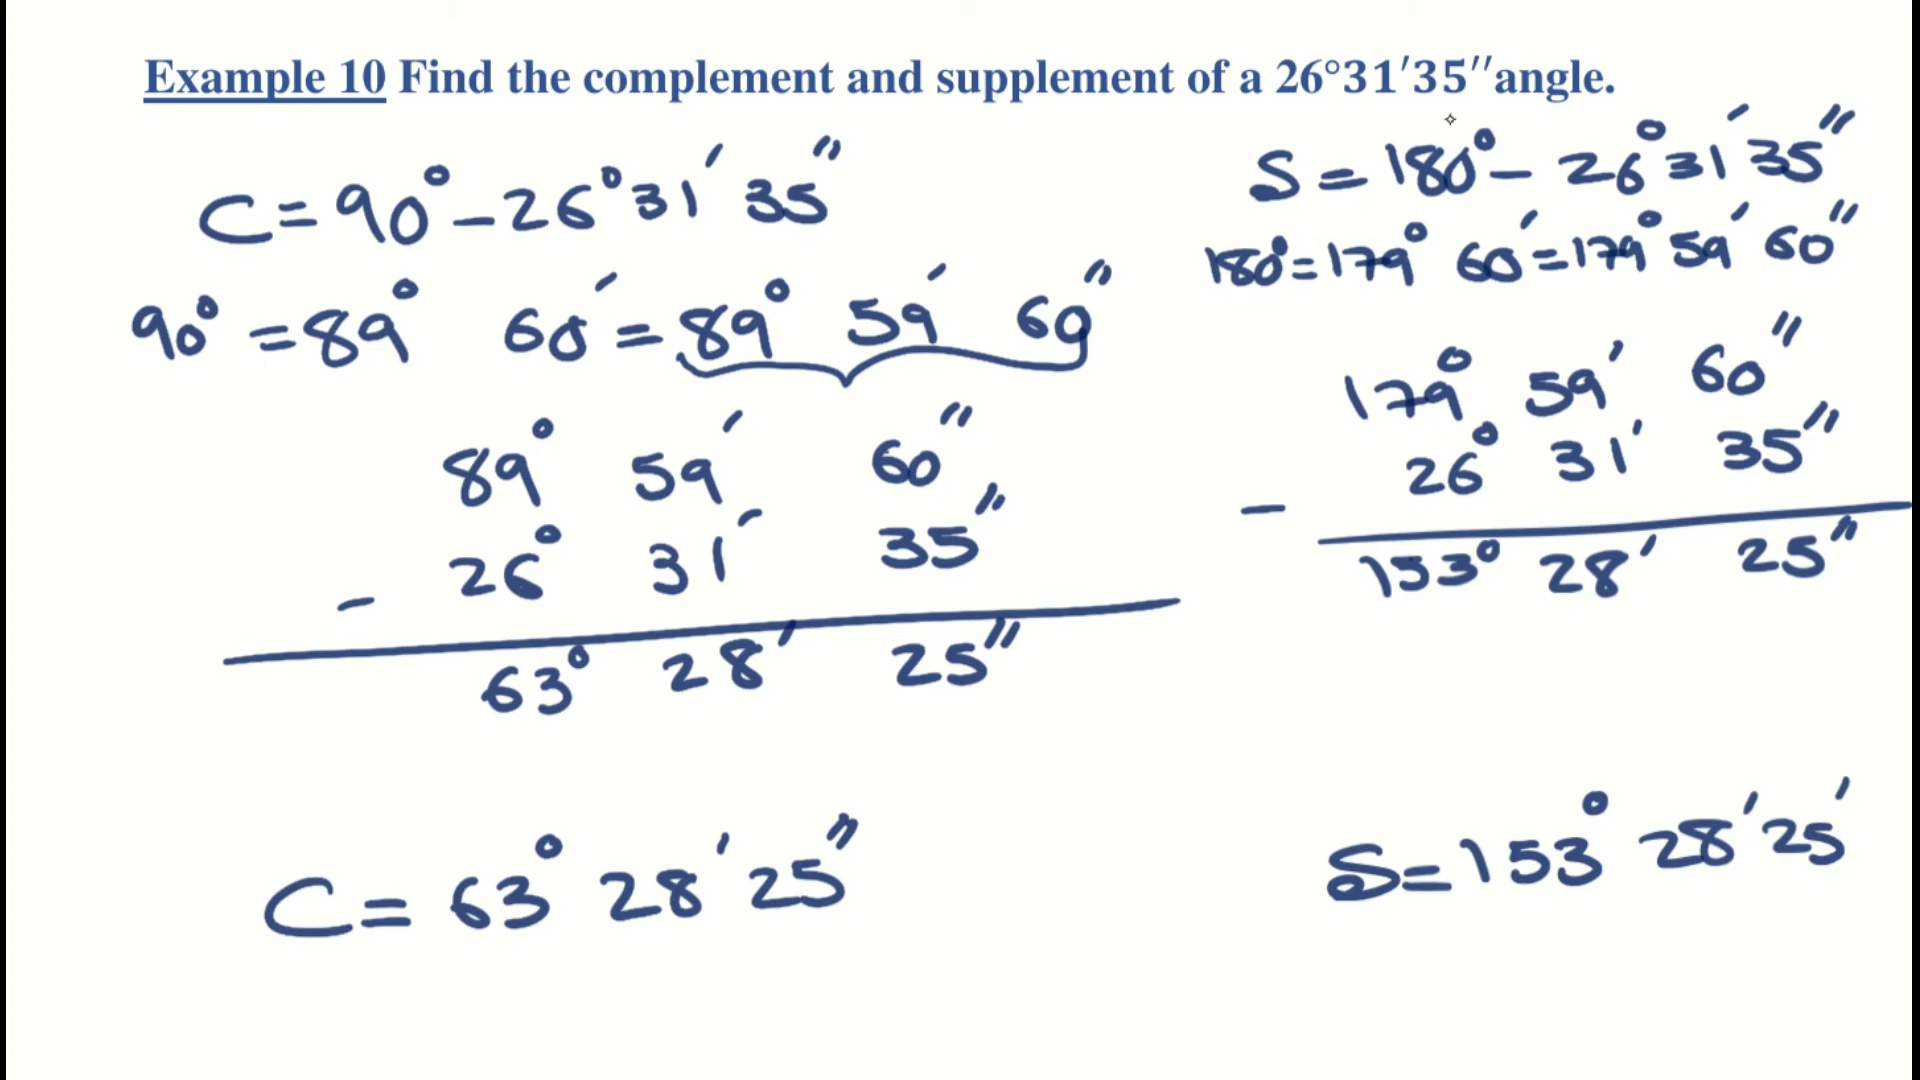 Example 10 Find the complement and supplement of a 26°31′35′′angle.
C = 90° - 26° 31′ 35″
90° = 89° 60′ = 89° 59′ 60″
89° 59′ 60″
- 26° 31′ 35″
63° 28′ 25″
C = 63° 28′ 25″
S = 180° - 26° 31′ 35″
180° = 179° 60′ = 179° 59′ 60″
179° 59′ 60″
- 26° 31′ 35″
153° 28′ 25″
S = 153° 28′ 25′